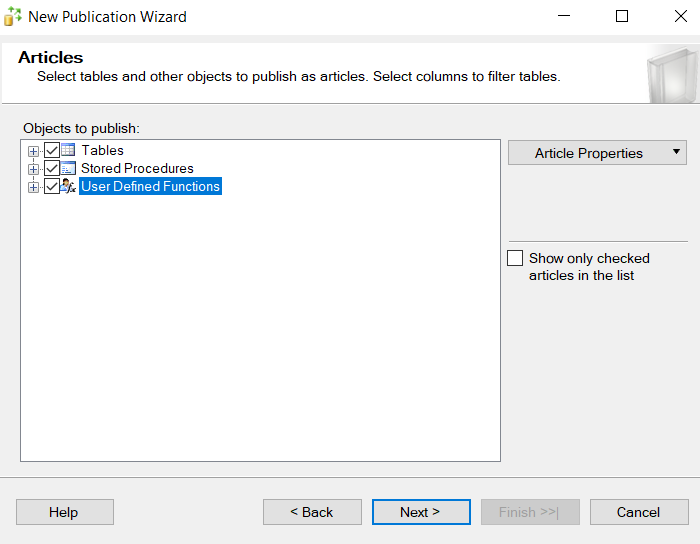 New Publication Wizard
Articles
Select tables and other objects to publish as articles. Select columns to filter tables.
Objects to publish:
Tables
Stored Procedures
User Defined Functions
Article Properties
Show only checked
articles in the list
Help
< Back
Next >
Finish >>|
Cancel